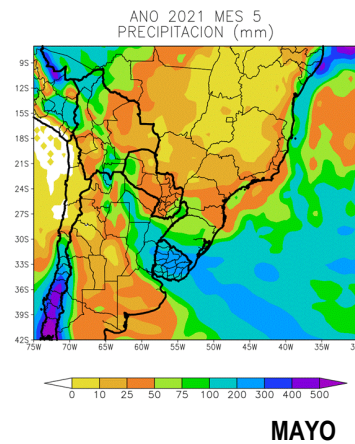 ANO 2021 MES 5
PRECIPITACION (mm)
9S
12S
15S
18S
21S
24S
27S
30S
33S
36S
39S
42S
75W 70W 65W 60W 55W 50W 45W 40W 35W 30
0 10 25 50 75 100 200 300 400 500
MAYO